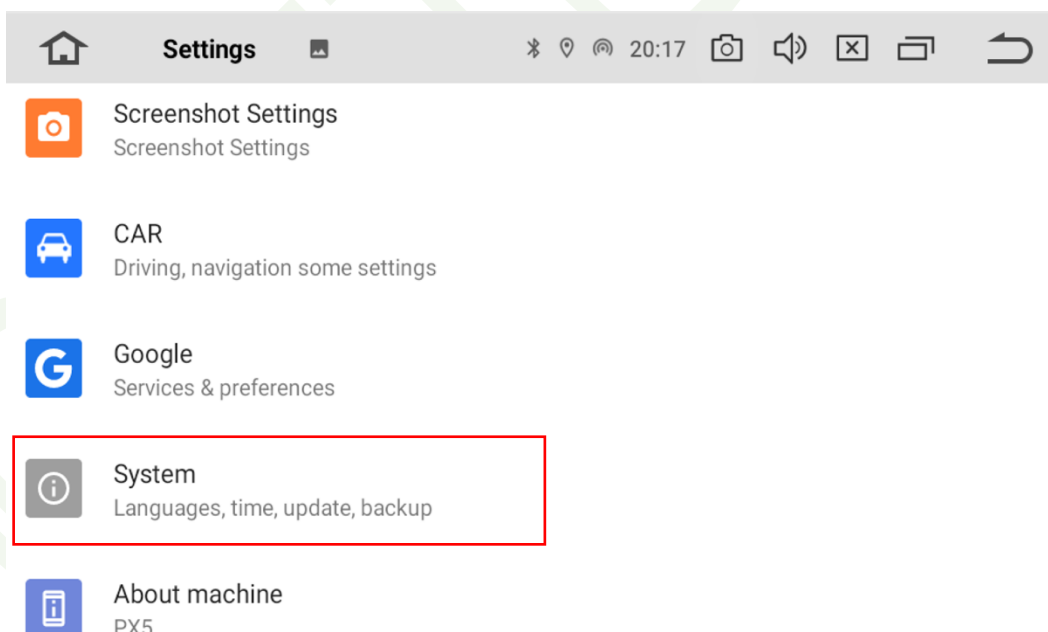 Settings 20:17
Screenshot Settings
Screenshot Settings
CAR
Driving, navigation some settings
Google
Services & preferences
System
Languages, time, update, backup
About machine
PX5